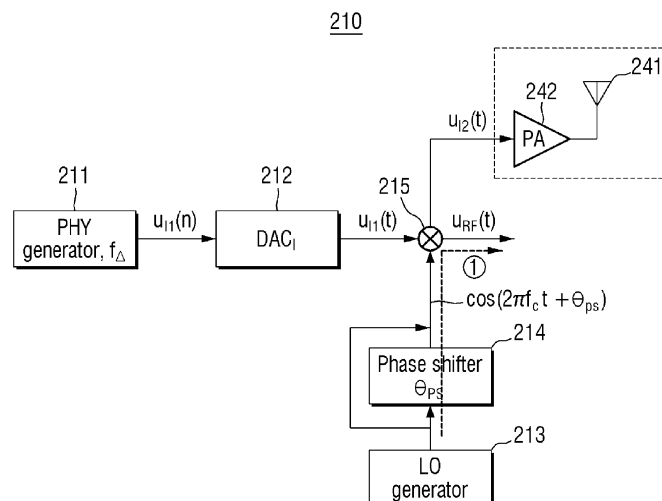 210
241
242
u_I2(t)
PA
211
212
215
PHY
generator, f_Δ
u_I1(n)
DAC_I
u_I1(t)
u_RF(t)
①
cos(2πf_c t + θ_ps)
214
Phase shifter
θ_PS
213
LO
generator